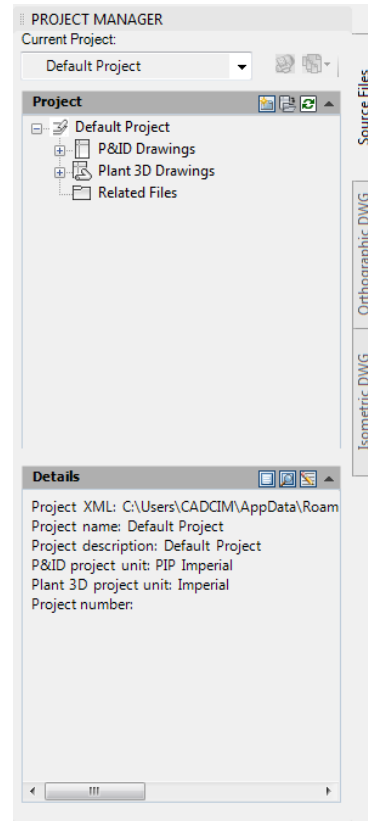 PROJECT MANAGER
Current Project:
Default Project
Project
Default Project
P&ID Drawings
Plant 3D Drawings
Related Files
Details
Project XML: C:\Users\CADCIM\AppData\Roam
Project name: Default Project
Project description: Default Project
P&ID project unit: PIP Imperial
Plant 3D project unit: Imperial
Project number:
Source Files
Orthographic DWG
Isometric DWG